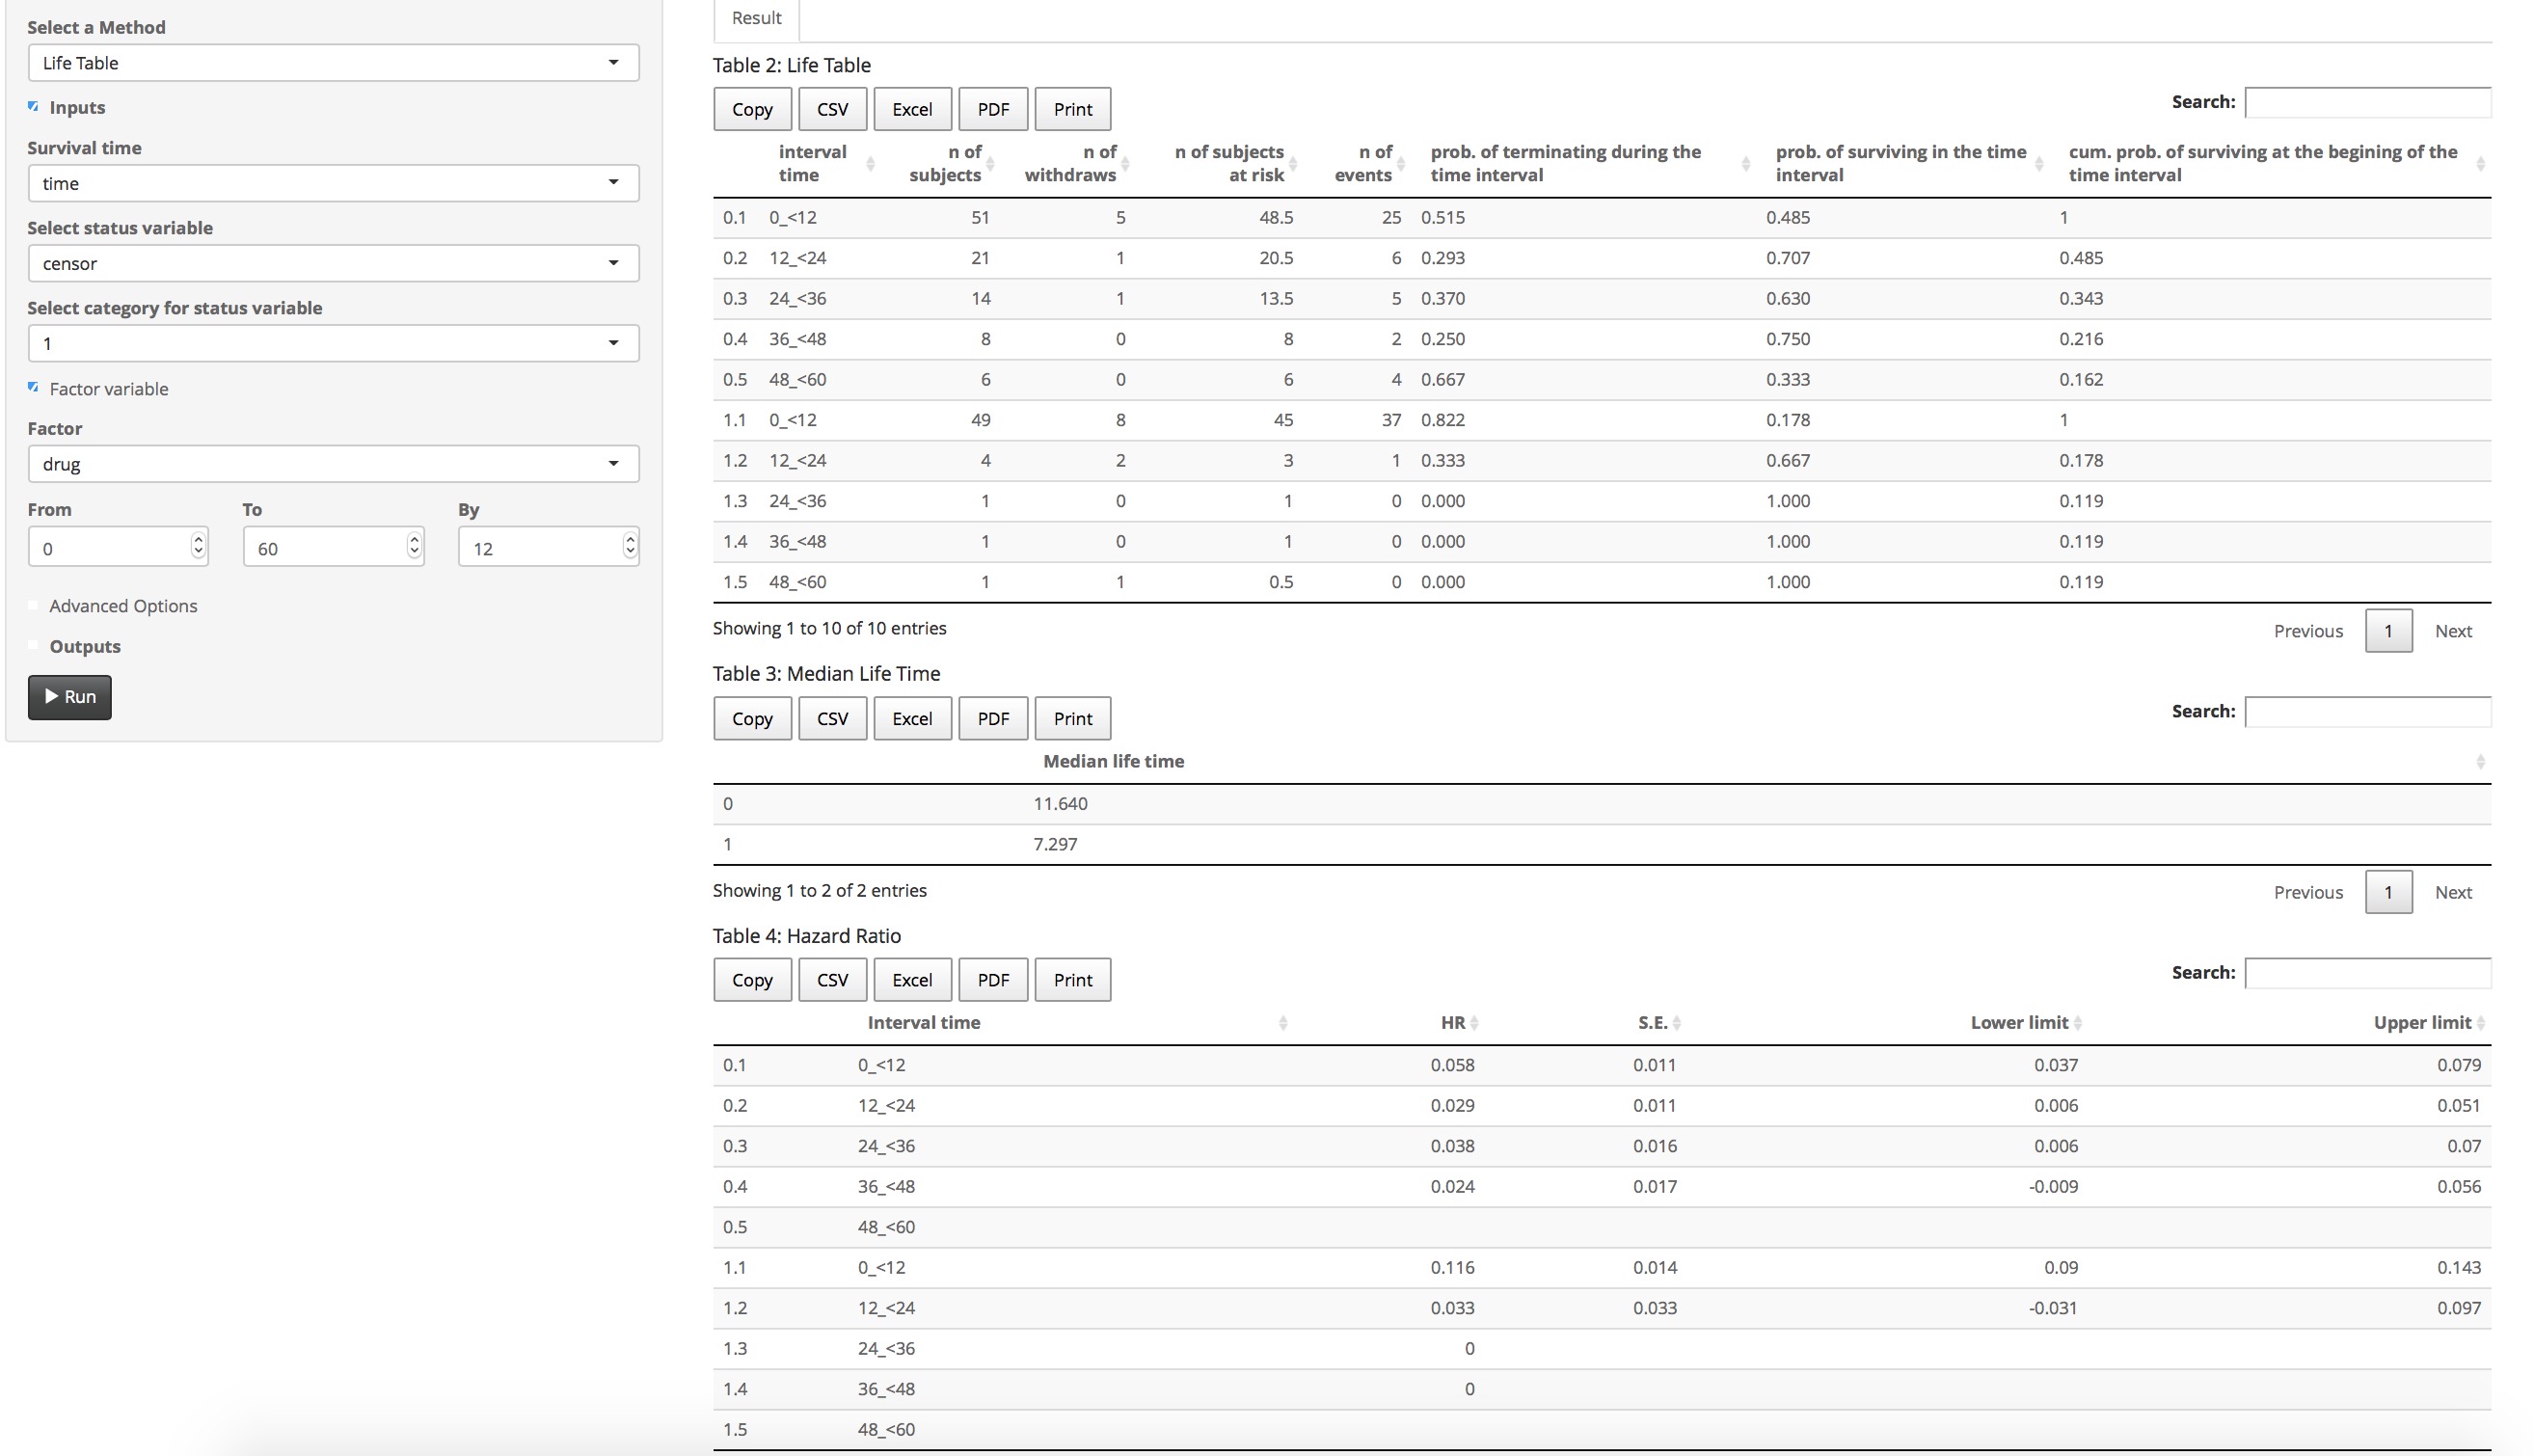 Select a Method
Life Table
Inputs
Survival time
time
Select status variable
censor
Select category for status variable
1
Factor variable
Factor
drug
From To By
0 60 12
Advanced Options
Outputs
Run
Result
Table 2: Life Table
Copy CSV Excel PDF Print Search:
interval time n of subjects n of withdraws n of subjects at risk n of events prob. of terminating during the time interval prob. of surviving in the time interval cum. prob. of surviving at the begining of the time interval
0.1 0_<12 51 5 48.5 25 0.515 0.485 1
0.2 12_<24 21 1 20.5 6 0.293 0.707 0.485
0.3 24_<36 14 1 13.5 5 0.370 0.630 0.343
0.4 36_<48 8 0 8 2 0.250 0.750 0.216
0.5 48_<60 6 0 6 4 0.667 0.333 0.162
1.1 0_<12 49 8 45 37 0.822 0.178 1
1.2 12_<24 4 2 3 1 0.333 0.667 0.178
1.3 24_<36 1 0 1 0 0.000 1.000 0.119
1.4 36_<48 1 0 1 0 0.000 1.000 0.119
1.5 48_<60 1 1 0.5 0 0.000 1.000 0.119
Showing 1 to 10 of 10 entries Previous 1 Next
Table 3: Median Life Time
Copy CSV Excel PDF Print Search:
Median life time
0 11.640
1 7.297
Showing 1 to 2 of 2 entries Previous 1 Next
Table 4: Hazard Ratio
Copy CSV Excel PDF Print Search:
Interval time HR S.E. Lower limit Upper limit
0.1 0_<12 0.058 0.011 0.037 0.079
0.2 12_<24 0.029 0.011 0.006 0.051
0.3 24_<36 0.038 0.016 0.006 0.07
0.4 36_<48 0.024 0.017 -0.009 0.056
0.5 48_<60
1.1 0_<12 0.116 0.014 0.09 0.143
1.2 12_<24 0.033 0.033 -0.031 0.097
1.3 24_<36 0
1.4 36_<48 0
1.5 48_<60